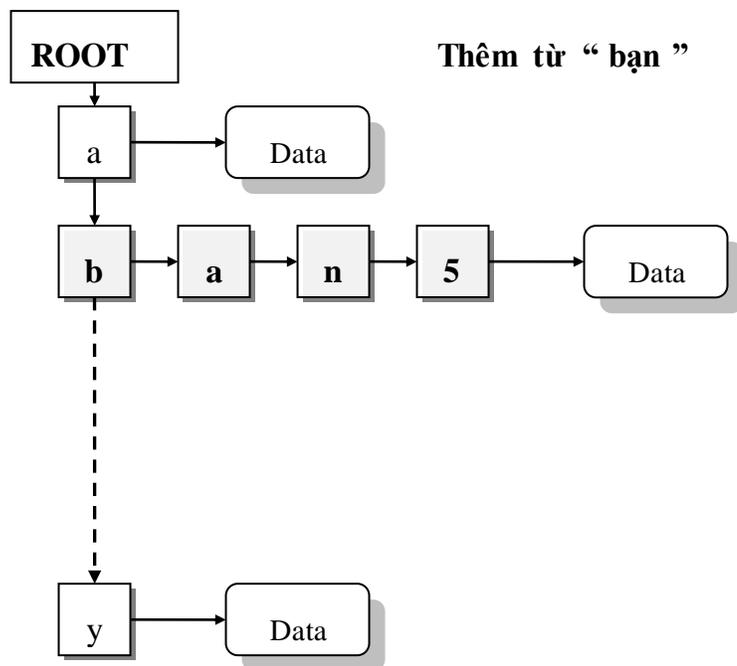 ROOT
Thêm từ “ bạn ”
a
Data
b a n 5 Data
y
Data